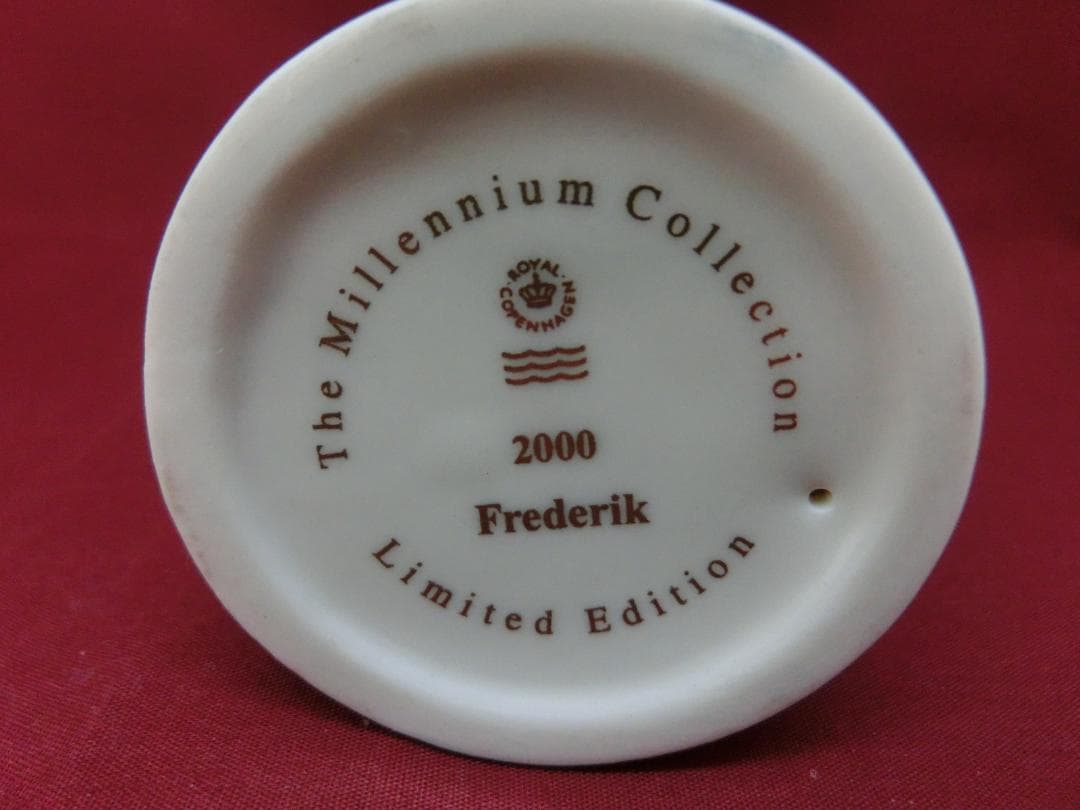 The Millennium Collection
ROYAL
COPENHAGEN
2000
Frederik
Limited Edition